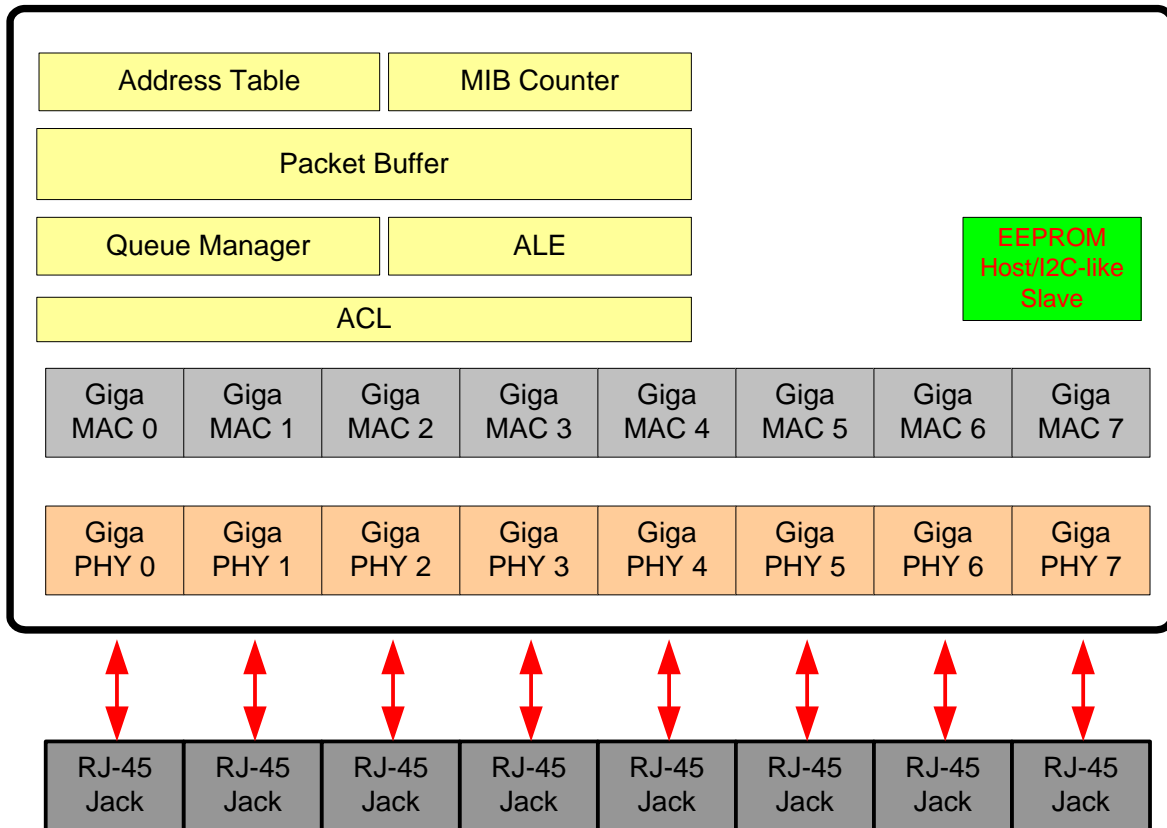 Address Table
MIB Counter
Packet Buffer
Queue Manager
ALE
EEPROM
Host/I2C-like
Slave
ACL
Giga
MAC 0
Giga
MAC 1
Giga
MAC 2
Giga
MAC 3
Giga
MAC 4
Giga
MAC 5
Giga
MAC 6
Giga
MAC 7
Giga
PHY 0
Giga
PHY 1
Giga
PHY 2
Giga
PHY 3
Giga
PHY 4
Giga
PHY 5
Giga
PHY 6
Giga
PHY 7
RJ-45
Jack
RJ-45
Jack
RJ-45
Jack
RJ-45
Jack
RJ-45
Jack
RJ-45
Jack
RJ-45
Jack
RJ-45
Jack